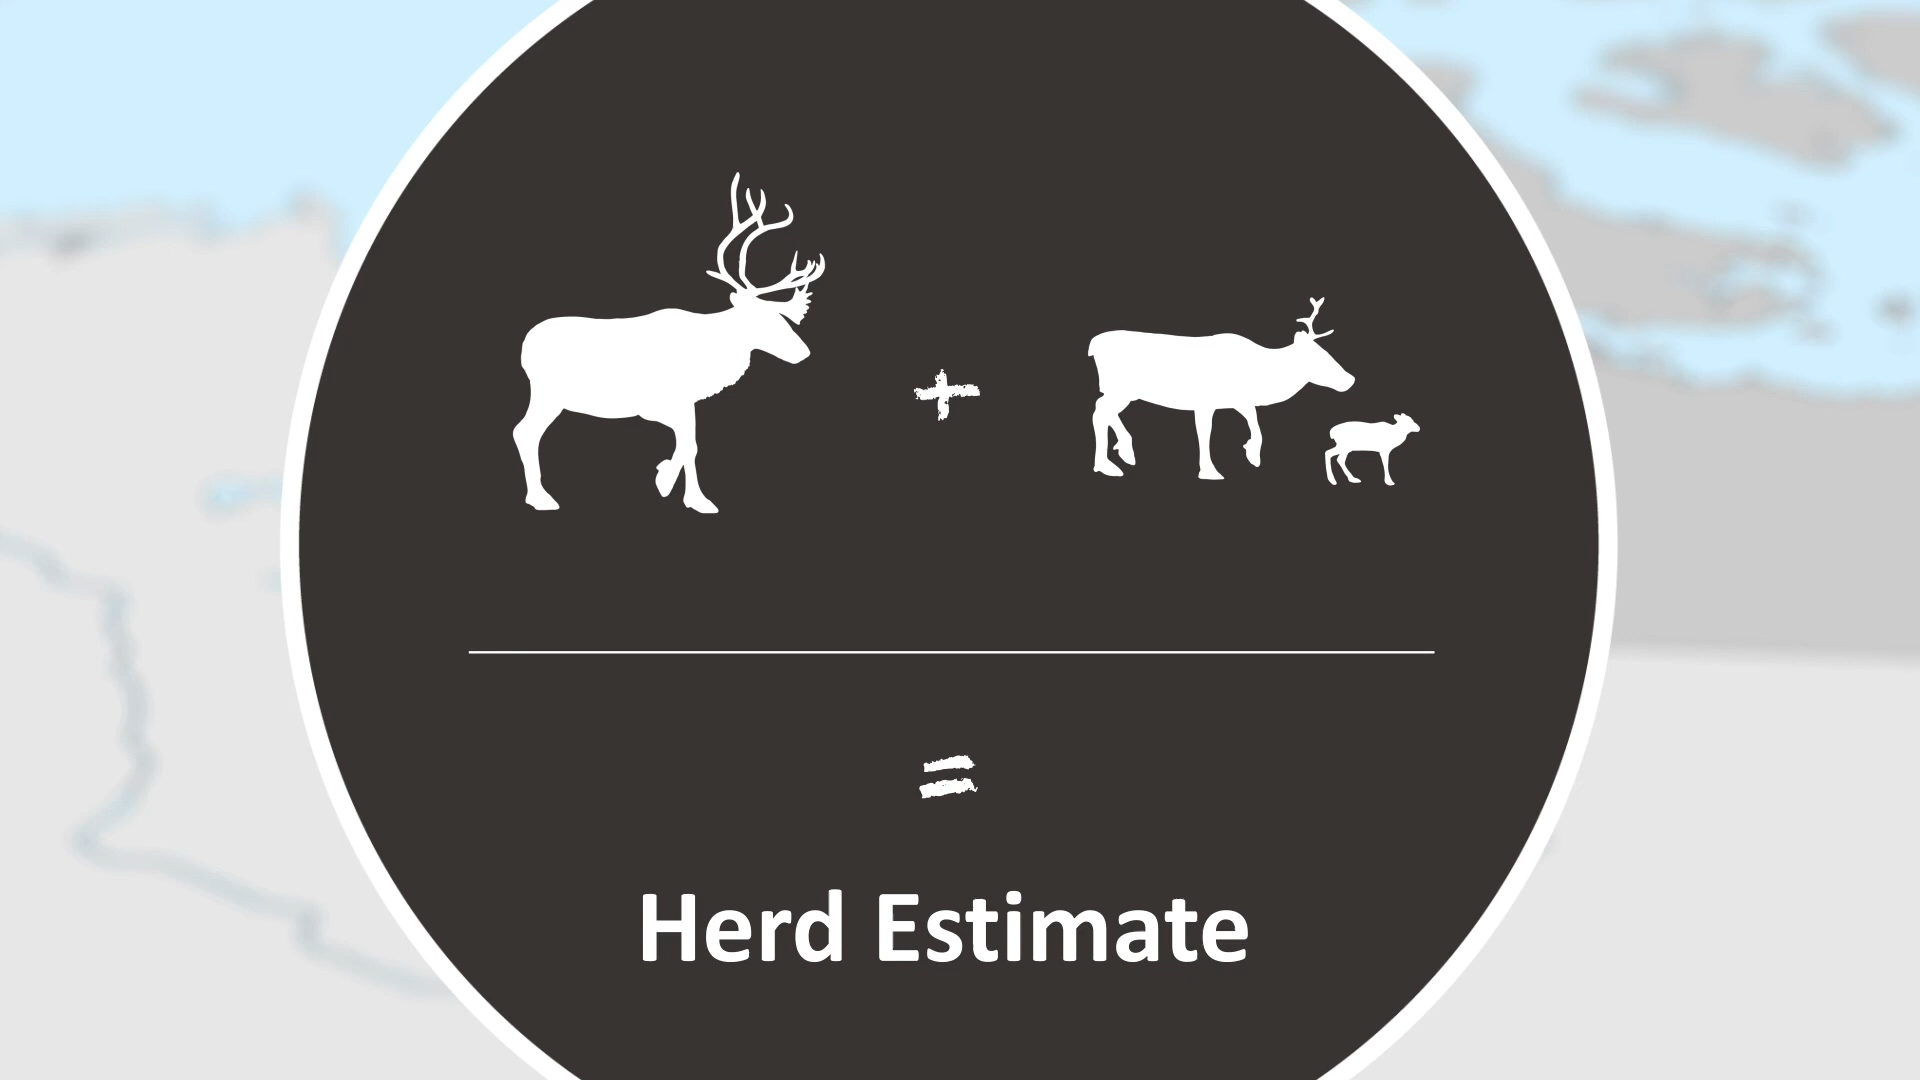 +
=
Herd Estimate